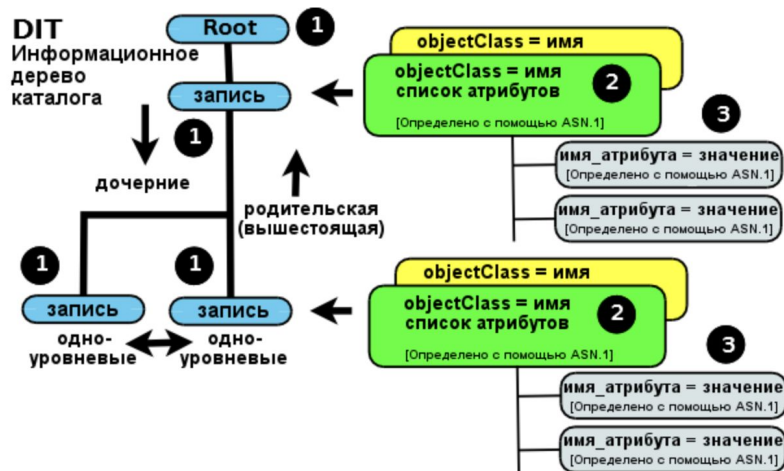 DIT
Информационное
дерево
каталога
Root
1
запись
1
дочерние
родительская
(вышестоящая)
1
1
запись
запись
одно-
уровневые
одно-
уровневые
objectClass = имя
objectClass = имя
список атрибутов
2
[Определено с помощью ASN.1]
3
имя_атрибута = значение
[Определено с помощью ASN.1]
имя_атрибута = значение
[Определено с помощью ASN.1]
objectClass = имя
objectClass = имя
список атрибутов
2
[Определено с помощью ASN.1]
3
имя_атрибута = значение
[Определено с помощью ASN.1]
имя_атрибута = значение
[Определено с помощью ASN.1]